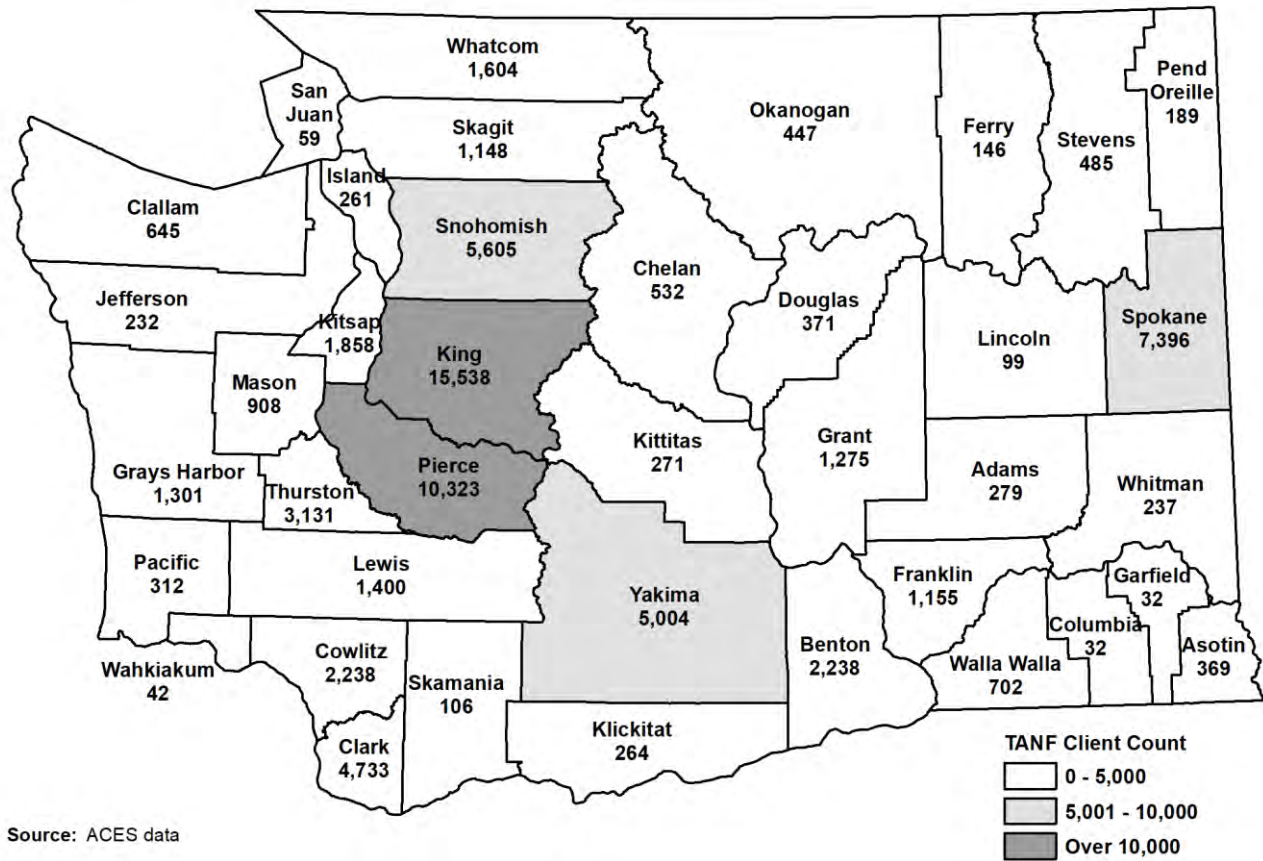 Whatcom
1,604
San
Juan
59
Skagit
1,148
Okanogan
447
Ferry
146
Stevens
485
Pend
Oreille
189
Clallam
645
Island
261
Snohomish
5,605
Chelan
532
Douglas
371
Jefferson
232
Kitsap
1,858
King
15,538
Lincoln
99
Spokane
7,396
Mason
908
Kittitas
271
Grant
1,275
Adams
279
Whitman
237
Grays Harbor
1,301
Thurston
3,131
Pierce
10,323
Pacific
312
Lewis
1,400
Yakima
5,004
Franklin
1,155
Garfield
32
Columbia
32
Asotin
369
Wahkiakum
42
Cowlitz
2,238
Skamania
106
Benton
2,238
Walla Walla
702
Clark
4,733
Klickitat
264
TANF Client Count
0 - 5,000
5,001 - 10,000
Over 10,000
Source: ACES data